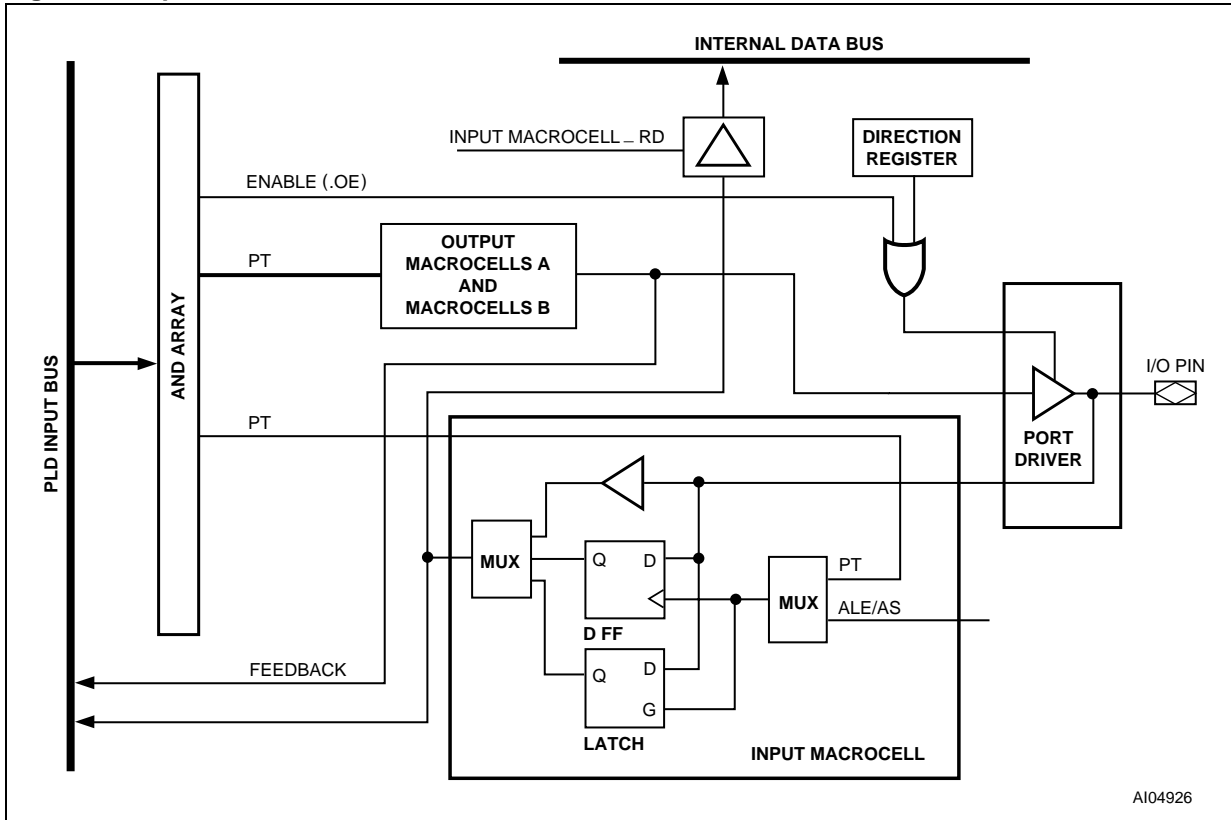 INTERNAL DATA BUS
INPUT MACROCELL _ RD
DIRECTION
REGISTER
ENABLE (.OE)
PT
OUTPUT
MACROCELLS A
AND
MACROCELLS B
PLD INPUT BUS
AND ARRAY
I/O PIN
PORT
DRIVER
PT
MUX
Q
D
D FF
MUX
PT
ALE/AS
Q
D
G
LATCH
FEEDBACK
INPUT MACROCELL
AI04926